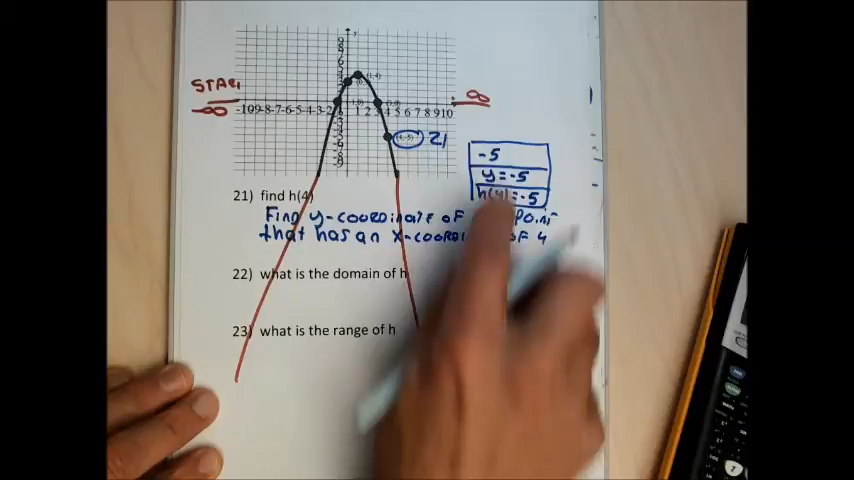 y
START
-∞
∞
-10-9-8-7-6-5-4-3-2
1 2 3 4 5 6 7 8 9 10
(4,-5)
21
-5
y = -5
h(4) = -5
21) find h(4)
Find y-coordinate of point
that has an x-coordinate of 4
22) what is the domain of h
23) what is the range of h